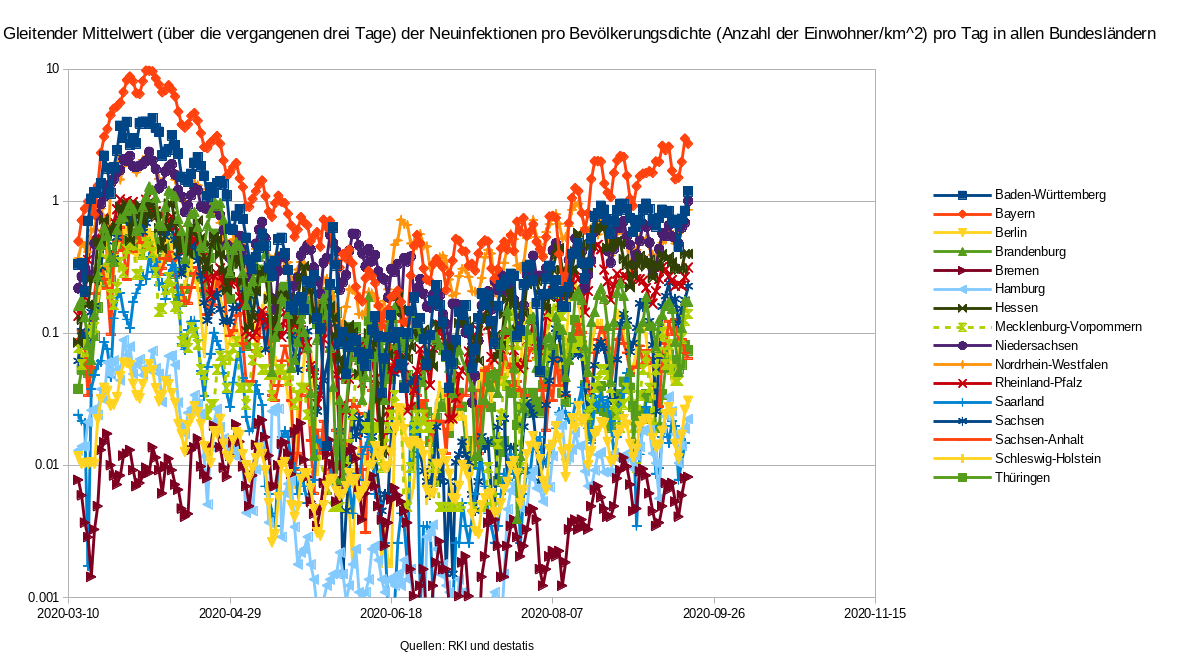 Gleitender Mittelwert (über die vergangenen drei Tage) der Neuinfektionen pro Bevölkerungsdichte (Anzahl der Einwohner/km^2) pro Tag in allen Bundesländern
10
1
0.1
0.01
0.001
2020-03-10
2020-04-29
2020-06-18
2020-08-07
2020-09-26
2020-11-15
Baden-Württemberg
Bayern
Berlin
Brandenburg
Bremen
Hamburg
Hessen
Mecklenburg-Vorpommern
Niedersachsen
Nordrhein-Westfalen
Rheinland-Pfalz
Saarland
Sachsen
Sachsen-Anhalt
Schleswig-Holstein
Thüringen
Quellen: RKI und destatis